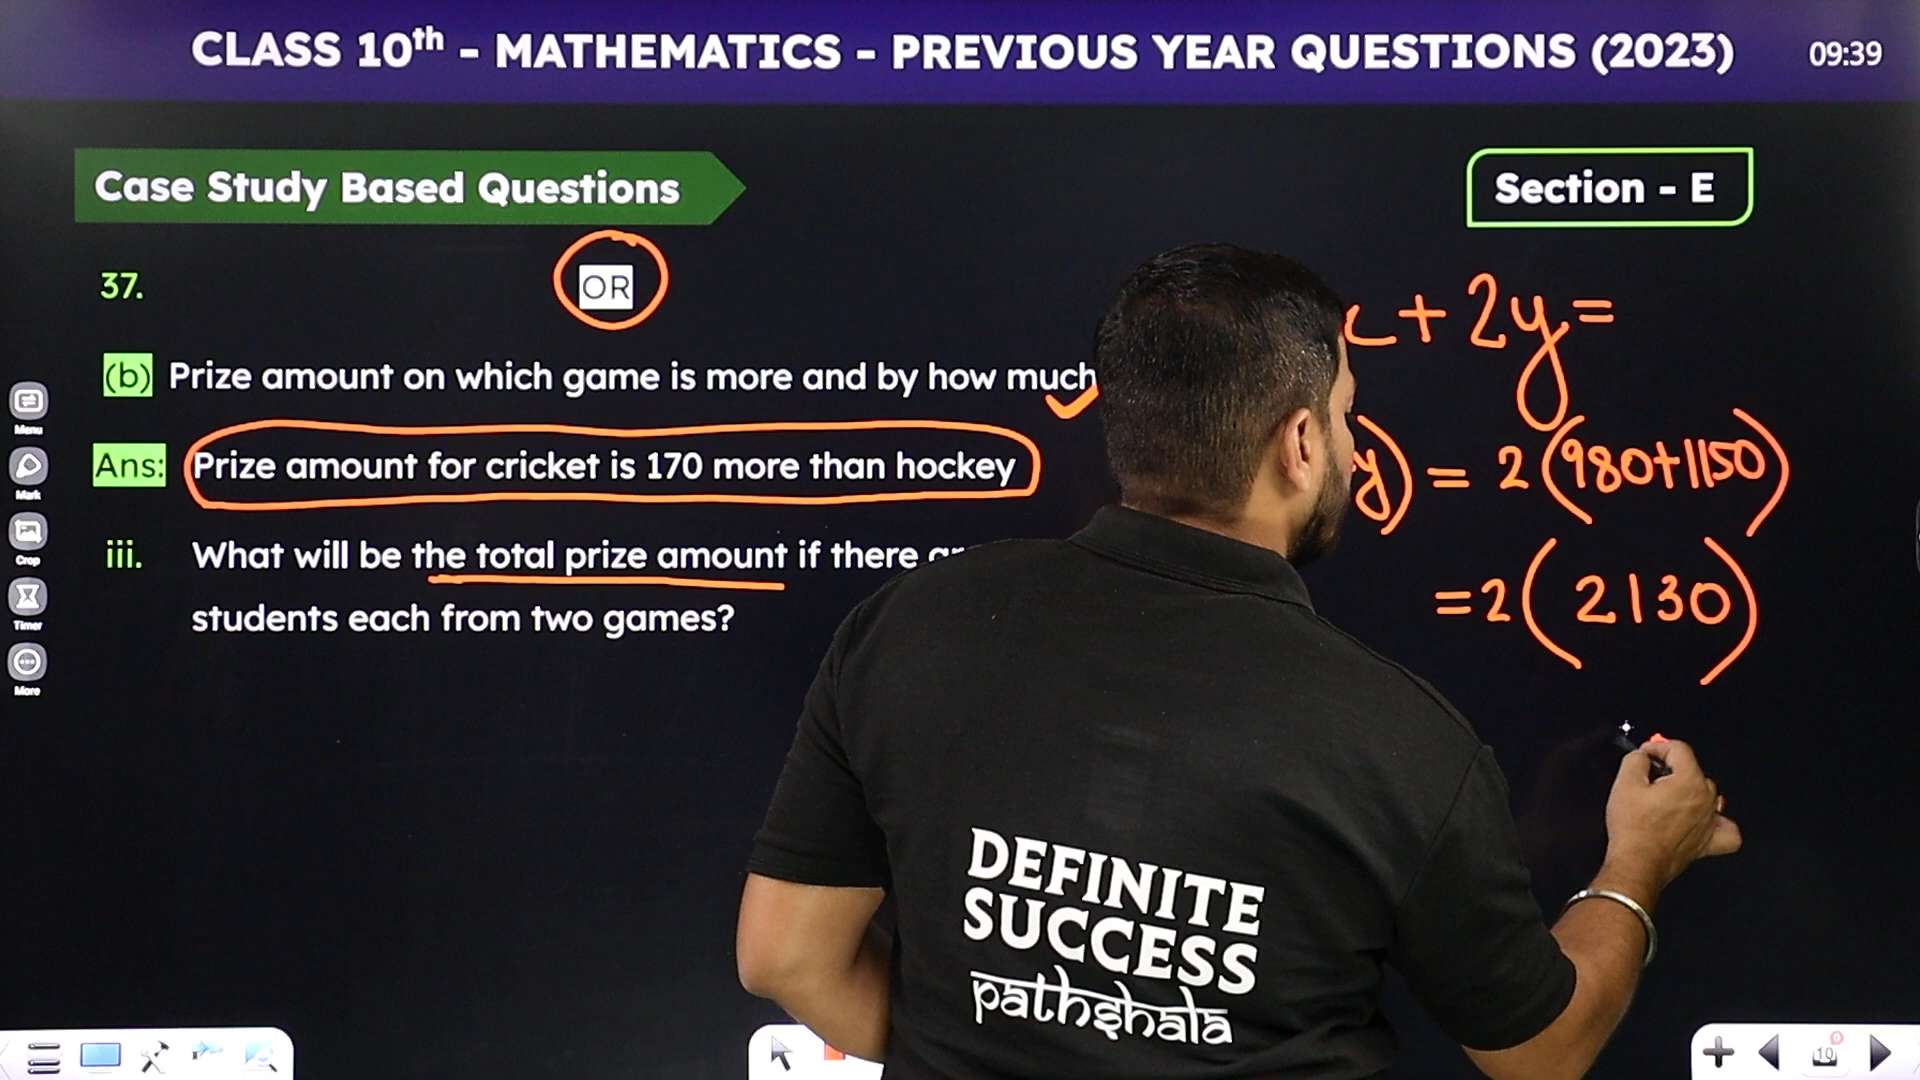 CLASS 10th - MATHEMATICS - PREVIOUS YEAR QUESTIONS (2023)
09:39
Case Study Based Questions
Section - E
37.
OR
+ 2y =
(b) Prize amount on which game is more and by how much
y) = 2(980+1150)
Ans: Prize amount for cricket is 170 more than hockey
iii. What will be the total prize amount if there
= 2(2130)
students each from two games?
Menu
Mark
Crop
Timer
More
DEFINITE
SUCCESS
pathshala
10